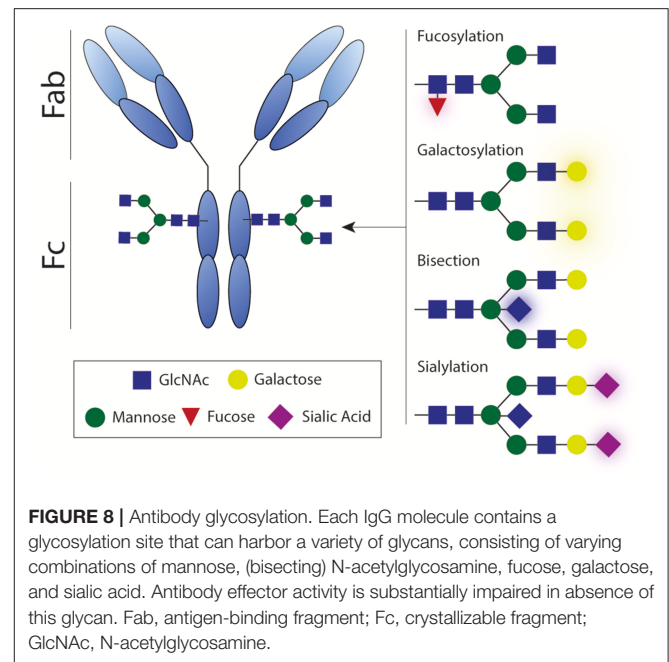 Fab
Fc
Fucosylation
Galactosylation
Bisection
Sialylation
GlcNAc Galactose
Mannose Fucose Sialic Acid
FIGURE 8 | Antibody glycosylation. Each IgG molecule contains a
glycosylation site that can harbor a variety of glycans, consisting of varying
combinations of mannose, (bisecting) N-acetylglycosamine, fucose, galactose,
and sialic acid. Antibody effector activity is substantially impaired in absence of
this glycan. Fab, antigen-binding fragment; Fc, crystallizable fragment;
GlcNAc, N-acetylglycosamine.